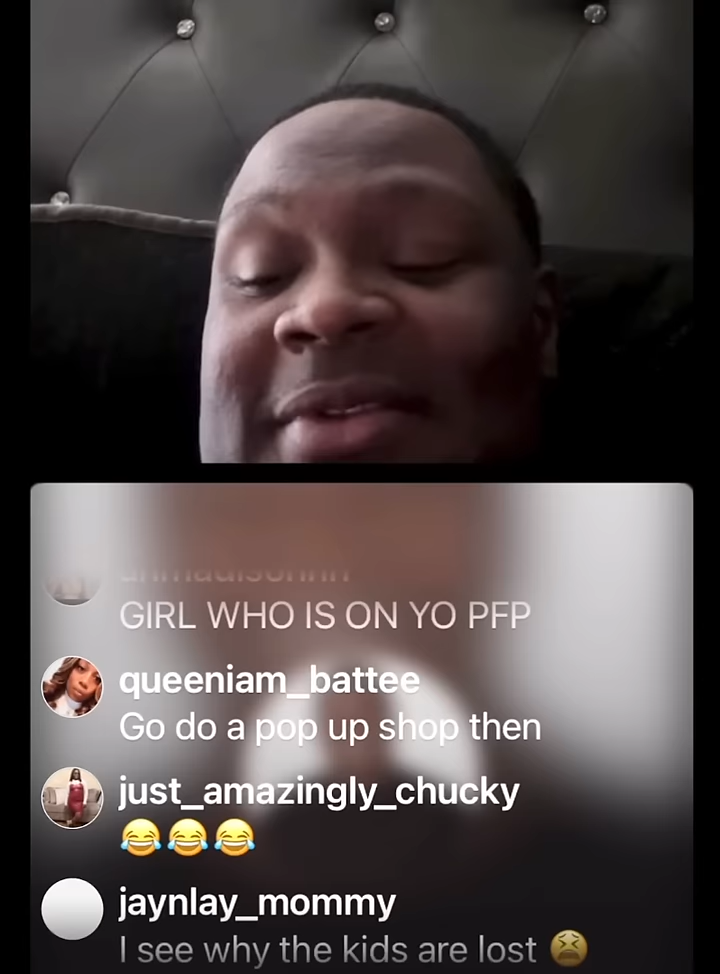 GIRL WHO IS ON YO PFP
queeniam_battee
Go do a pop up shop then
just_amazingly_chucky
😂😂😂
jaynlay_mommy
I see why the kids are lost 😫